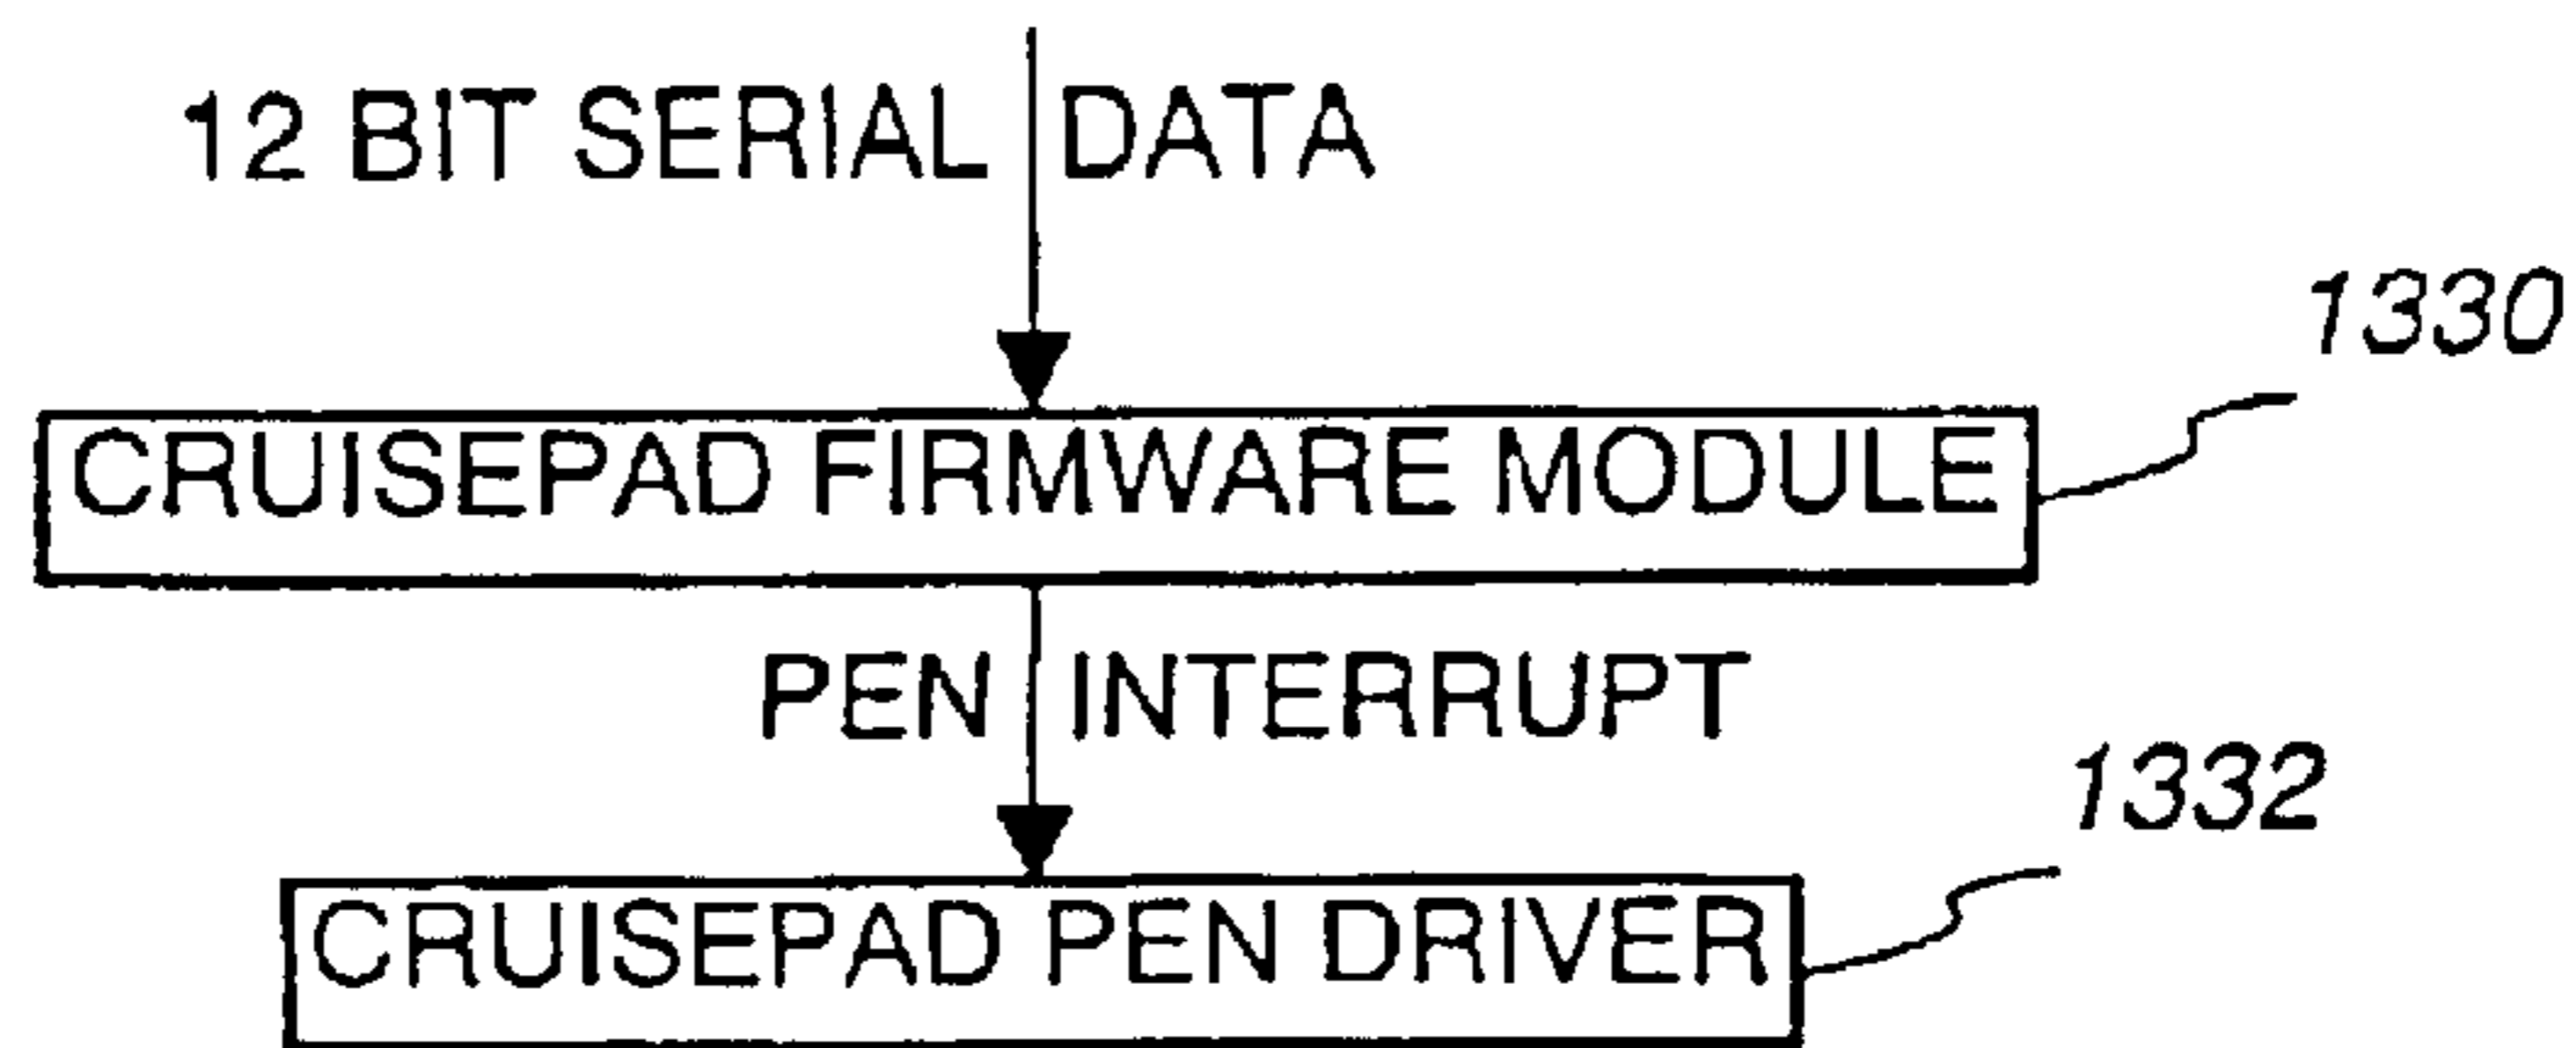 12 BIT SERIAL DATA
1330
CRUISEPAD FIRMWARE MODULE
PEN INTERRUPT
1332
CRUISEPAD PEN DRIVER